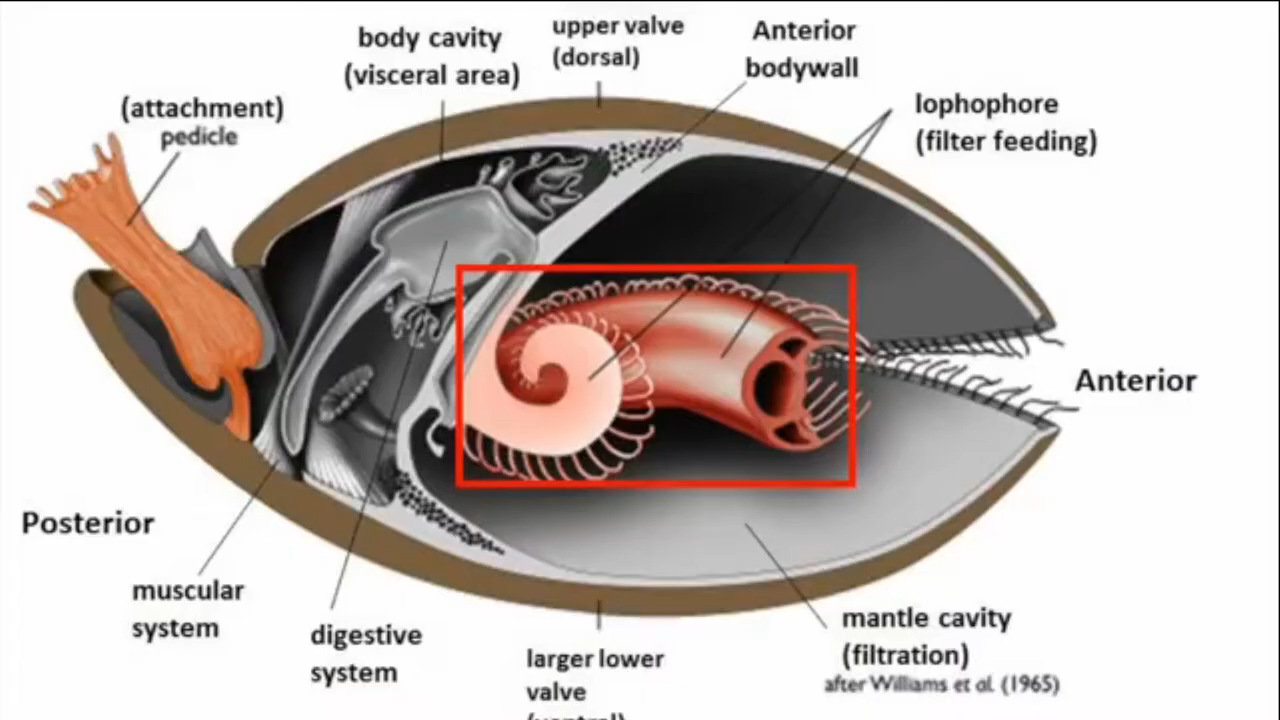 body cavity
(visceral area)
upper valve
(dorsal)
Anterior
bodywall
(attachment)
pedicle
lophophore
(filter feeding)
Anterior
Posterior
muscular
system
digestive
system
larger lower
valve
(ventral)
mantle cavity
(filtration)
after Williams et al. (1965)